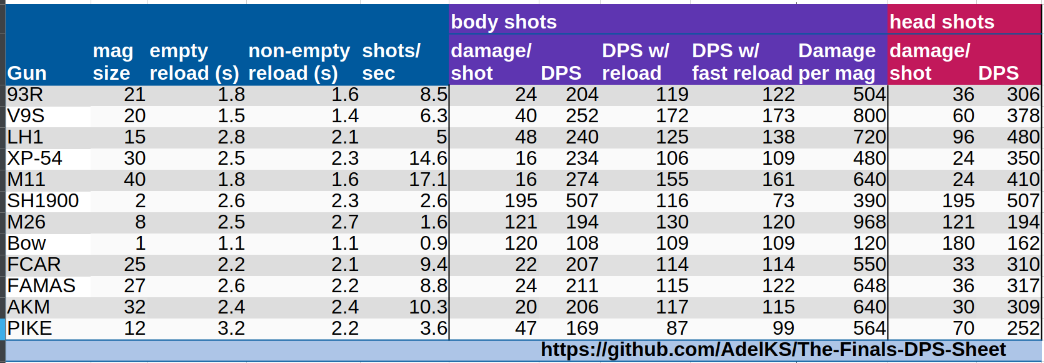 body shots head shots
mag empty non-empty shots/ damage/ DPS w/ DPS w/ Damage damage/
Gun size reload (s) reload (s) sec shot DPS reload fast reload per mag shot DPS
93R 21 1.8 1.6 8.5 24 204 119 122 504 36 306
V9S 20 1.5 1.4 6.3 40 252 172 173 800 60 378
LH1 15 2.8 2.1 5 48 240 125 138 720 96 480
XP-54 30 2.5 2.3 14.6 16 234 106 109 480 24 350
M11 40 1.8 1.6 17.1 16 274 155 161 640 24 410
SH1900 2 2.6 2.3 2.6 195 507 116 73 390 195 507
M26 8 2.5 2.7 1.6 121 194 130 120 968 121 194
Bow 1 1.1 1.1 0.9 120 108 109 109 120 180 162
FCAR 25 2.2 2.1 9.4 22 207 114 114 550 33 310
FAMAS 27 2.6 2.2 8.8 24 211 115 122 648 36 317
AKM 32 2.4 2.4 10.3 20 206 117 115 640 30 309
PIKE 12 3.2 2.2 3.6 47 169 87 99 564 70 252
https://github.com/AdelKS/The-Finals-DPS-Sheet